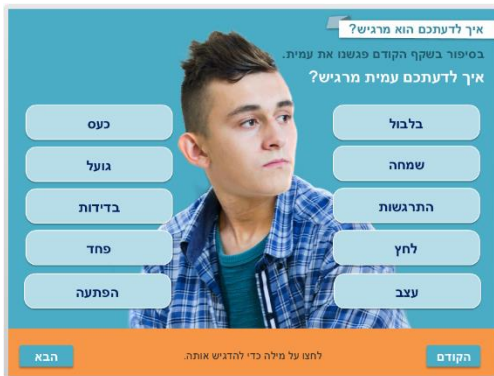 איך לדעתכם הוא מרגיש?
בסיפור בשקף הקודם פגשנו את עמית.
איך לדעתכם עמית מרגיש?
בלבול
כעס
שמחה
גועל
התרגשות
בדידות
לחץ
פחד
עצב
הפתעה
הקודם
לחצו על מילה כדי להדגיש אותה.
הבא